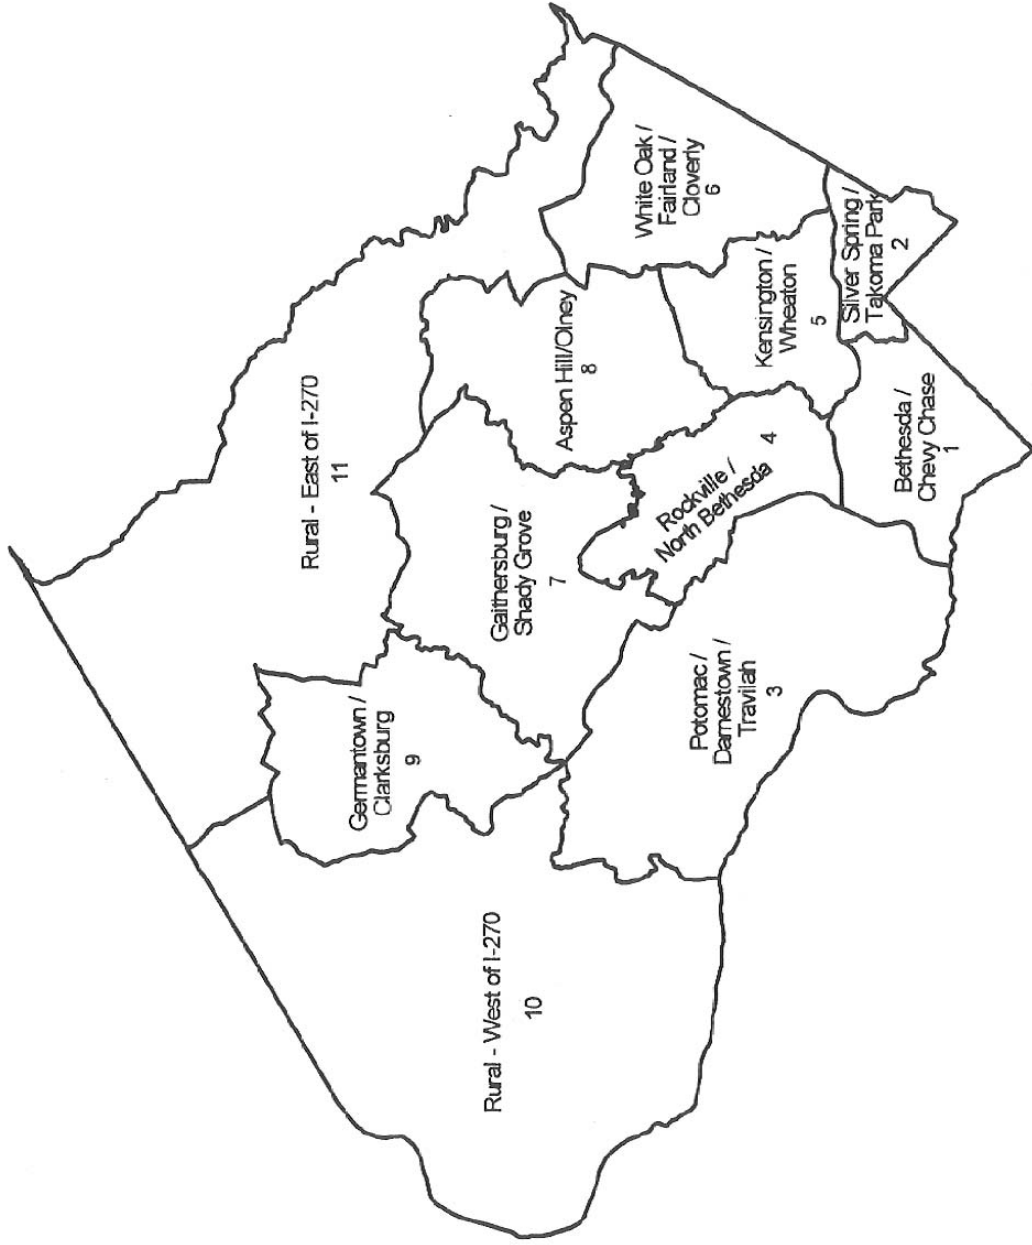 Rural - East of I-270
11
Germantown /
Clarksburg
9
Gaithersburg /
Shady Grove
7
Aspen Hill/Olney
8
White Oak /
Fairland /
Cloverly
6
Rural - West of I-270
10
Rockville /
North Bethesda
4
Kensington /
Wheaton
5
Potomac /
Darnestown /
Travilah
3
Silver Spring /
Takoma Park
2
Bethesda /
Chevy Chase
1